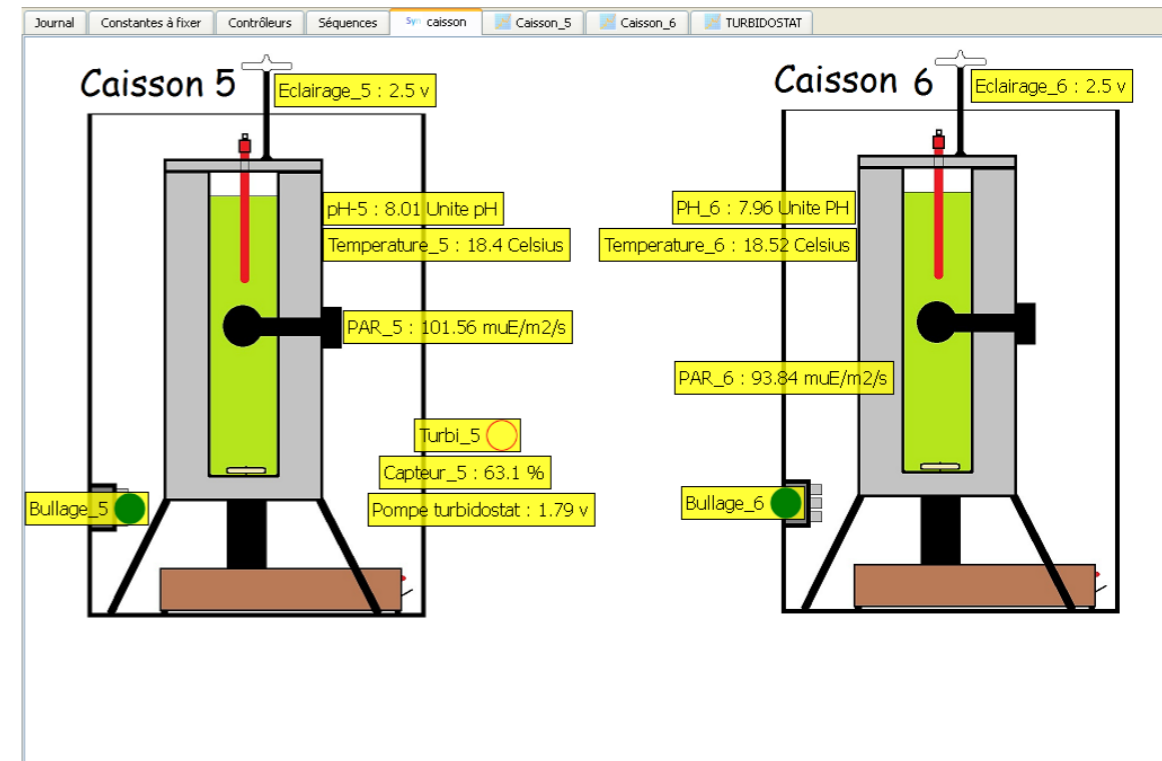 Journal
Constantes à fixer
Contrôleurs
Séquences
Syn caisson
Caisson_5
Caisson_6
TURBIDOSTAT
Caisson 5
Eclairage_5 : 2.5 v
pH-5 : 8.01 Unite pH
Temperature_5 : 18.4 Celsius
PAR_5 : 101.56 muE/m2/s
Turbi_5
Capteur_5 : 63.1 %
Bullage_5
Pompe turbidostat : 1.79 v
Caisson 6
Eclairage_6 : 2.5 v
PH_6 : 7.96 Unite PH
Temperature_6 : 18.52 Celsius
PAR_6 : 93.84 muE/m2/s
Bullage_6